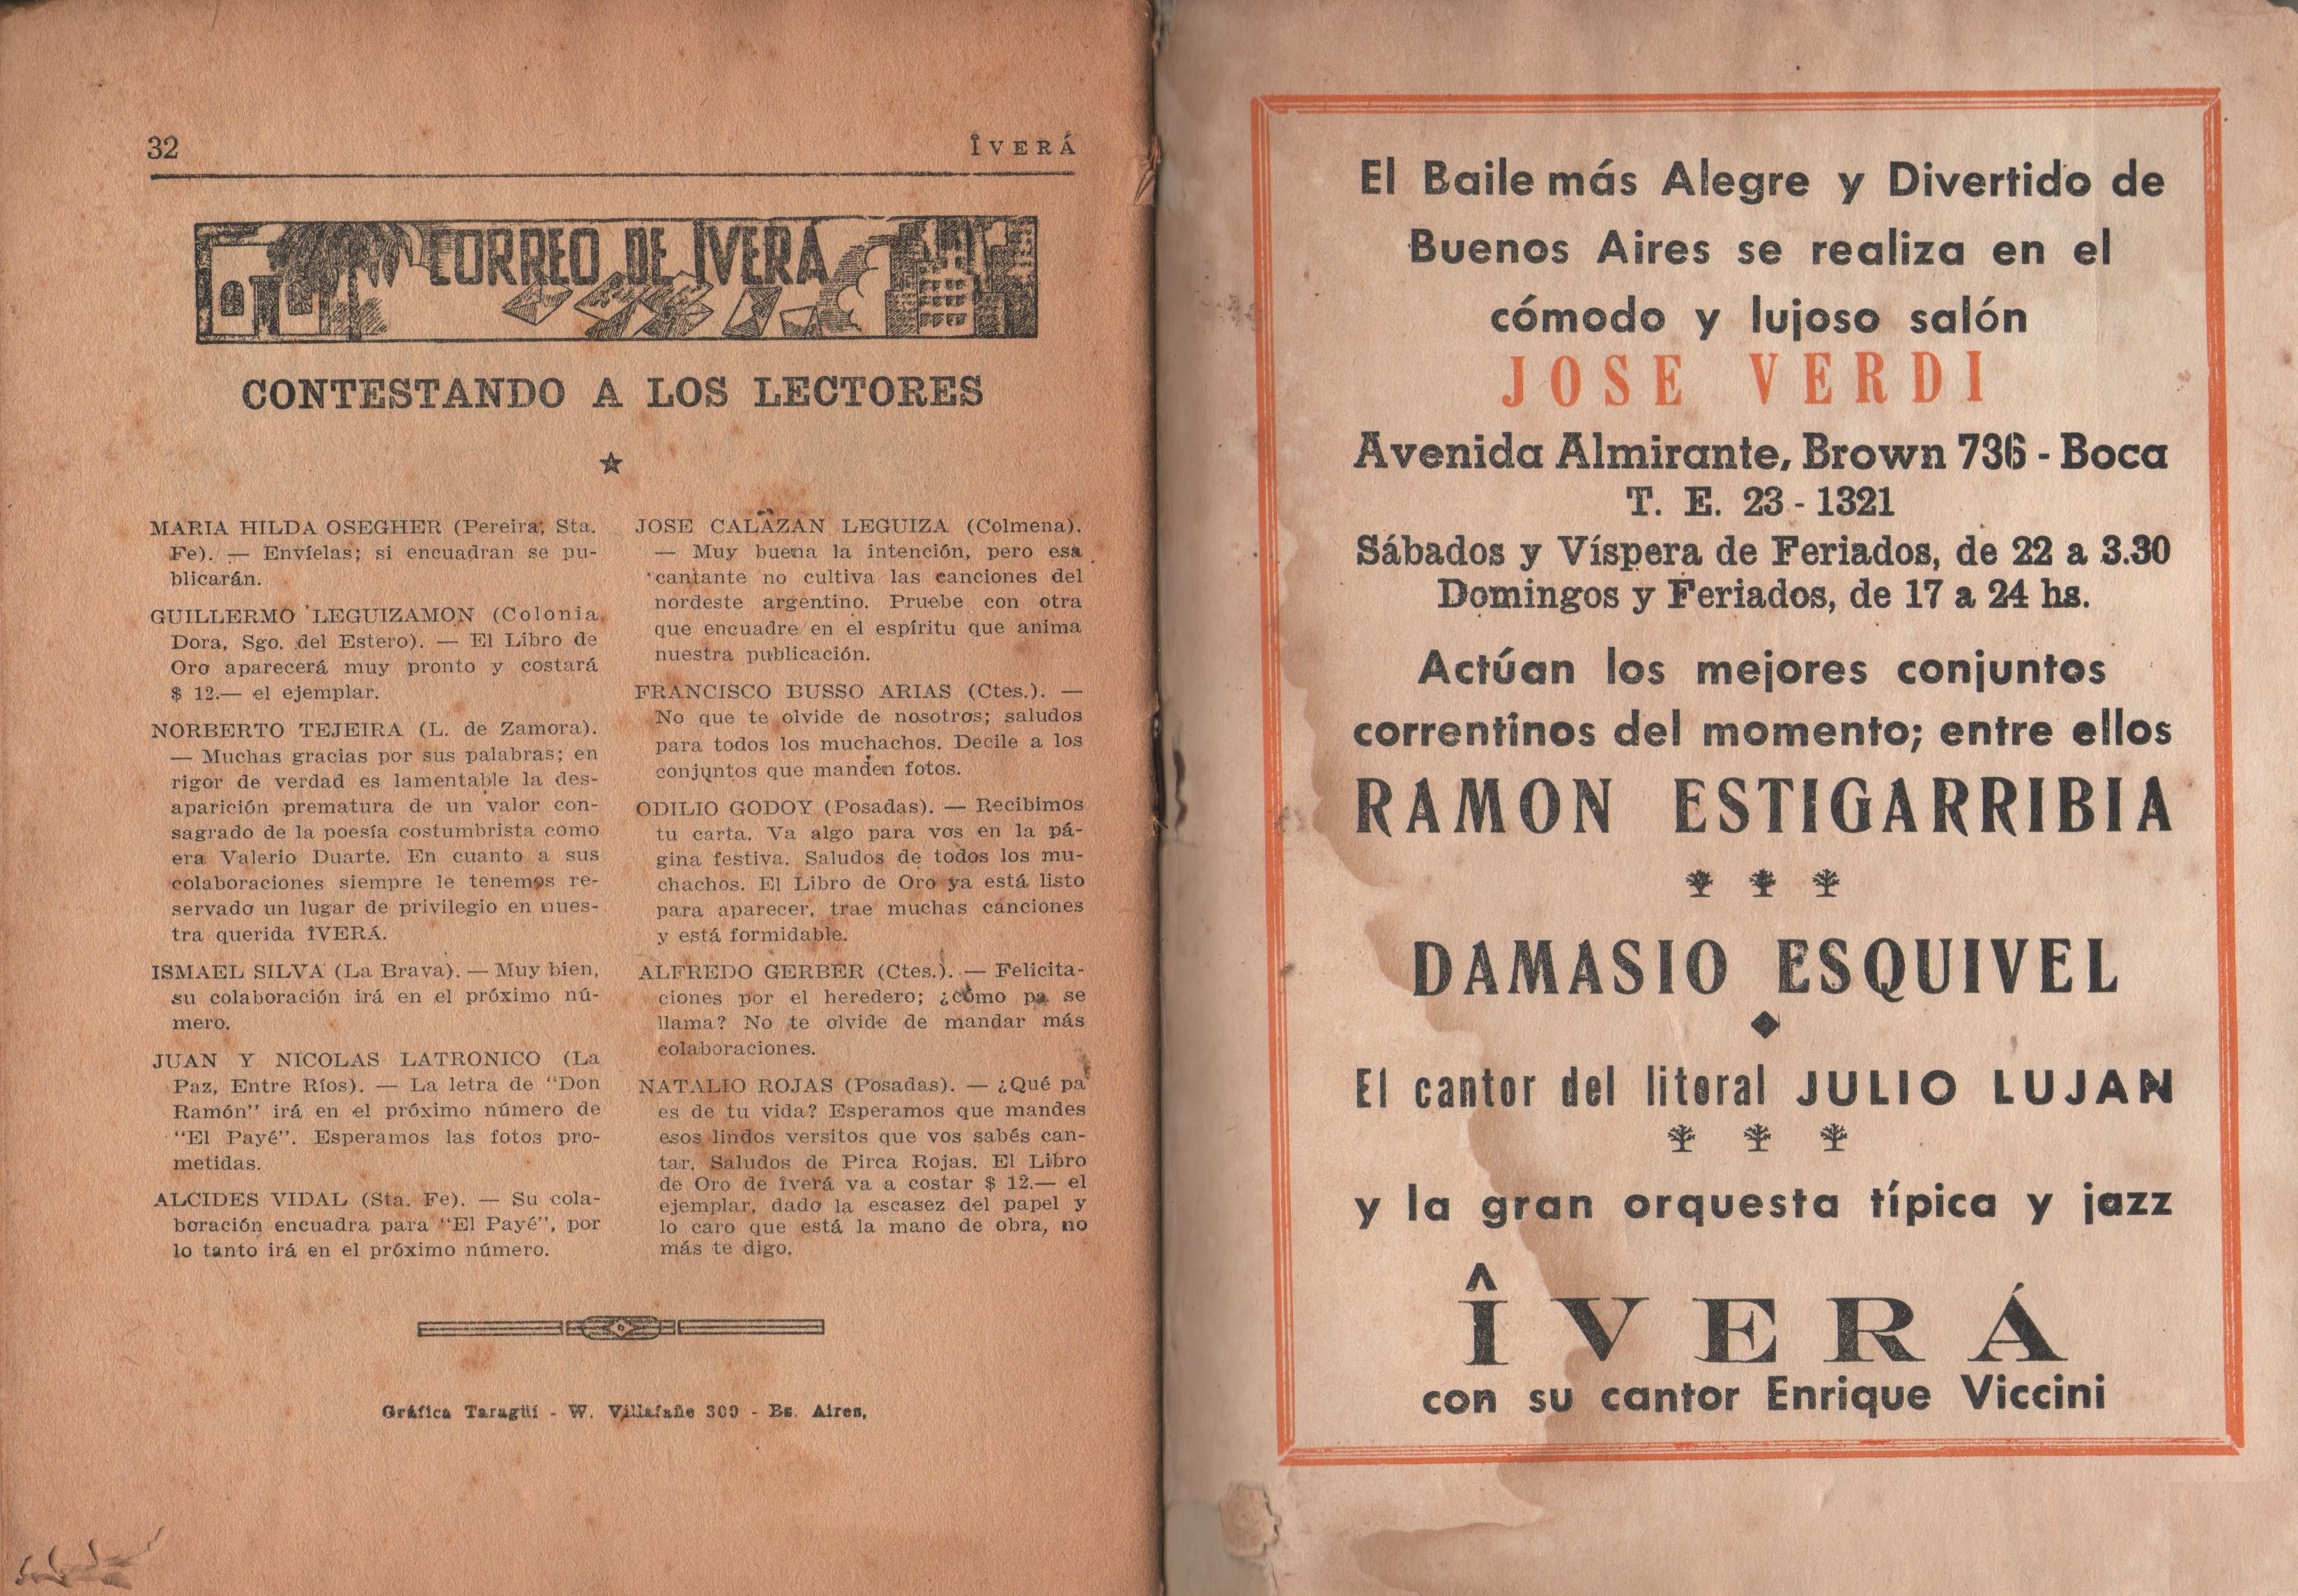 32
ÎVERÁ
CORREO DE IVERÁ
CONTESTANDO A LOS LECTORES
MARIA HILDA OSEGHER (Pereira, Sta.
Fe). — Envíelas; si encuadran se pu-
blicarán.
GUILLERMO LEGUIZAMON (Colonia,
Dora, Sgo. del Estero). — El Libro de
Oro aparecerá muy pronto y costará
$ 12.— el ejemplar.
NORBERTO TEJEIRA (L. de Zamora).
— Muchas gracias por sus palabras; en
rigor de verdad es lamentable la des-
aparición prematura de un valor con-
sagrado de la poesía costumbrista como
era Valerio Duarte. En cuanto a sus
colaboraciones siempre le tenemos re-
servado un lugar de privilegio en nues-
tra querida ÎVERÁ.
ISMAEL SILVA (La Brava). — Muy bien,
su colaboración irá en el próximo nú-
mero.
JUAN Y NICOLAS LATRONICO (La
Paz, Entre Ríos). — La letra de “Don
Ramón” irá en el próximo número de
“El Payé”. Esperamos las fotos pro-
metidas.
ALCIDES VIDAL (Sta. Fe). — Su cola-
boración encuadra para “El Payé”, por
lo tanto irá en el próximo número.
JOSE CALAZAN LEGUIZA (Colmena).
— Muy buena la intención, pero esa
cantante no cultiva las canciones del
nordeste argentino. Pruebe con otra
que encuadre en el espíritu que anima
nuestra publicación.
FRANCISCO BUSSO ARIAS (Ctes.). —
No que te olvide de nosotros; saludos
para todos los muchachos. Decile a los
conjuntos que manden fotos.
ODILIO GODOY (Posadas). — Recibimos
tu carta. Va algo para vos en la pá-
gina festiva. Saludos de todos los mu-
chachos. El Libro de Oro ya está listo
para aparecer, trae muchas canciones
y está formidable.
ALFREDO GERBER (Ctes.). — Felicita-
ciones por el heredero; ¿cómo pa se
llama? No te olvide de mandar más
colaboraciones.
NATALIO ROJAS (Posadas). — ¿Qué pa
es de tu vida? Esperamos que mandes
esos lindos versitos que vos sabés can-
tar. Saludos de Pirca Rojas. El Libro
de Oro de îverá va a costar $ 12.— el
ejemplar, dado la escasez del papel y
lo caro que está la mano de obra, no
más te digo.
Gráfica Taragüí - W. Villafañe 300 - Bs. Aires,
El Baile más Alegre y Divertido de
Buenos Aires se realiza en el
cómodo y lujoso salón
JOSE VERDI
Avenida Almirante, Brown 736 - Boca
T. E. 23 - 1321
Sábados y Víspera de Feriados, de 22 a 3.30
Domingos y Feriados, de 17 a 24 hs.
Actúan los mejores conjuntos
correntinos del momento; entre ellos
RAMON ESTIGARRIBIA
DAMASIO ESQUIVEL
El cantor del litoral JULIO LUJAN
y la gran orquesta típica y jazz
ÎVERÁ
con su cantor Enrique Viccini